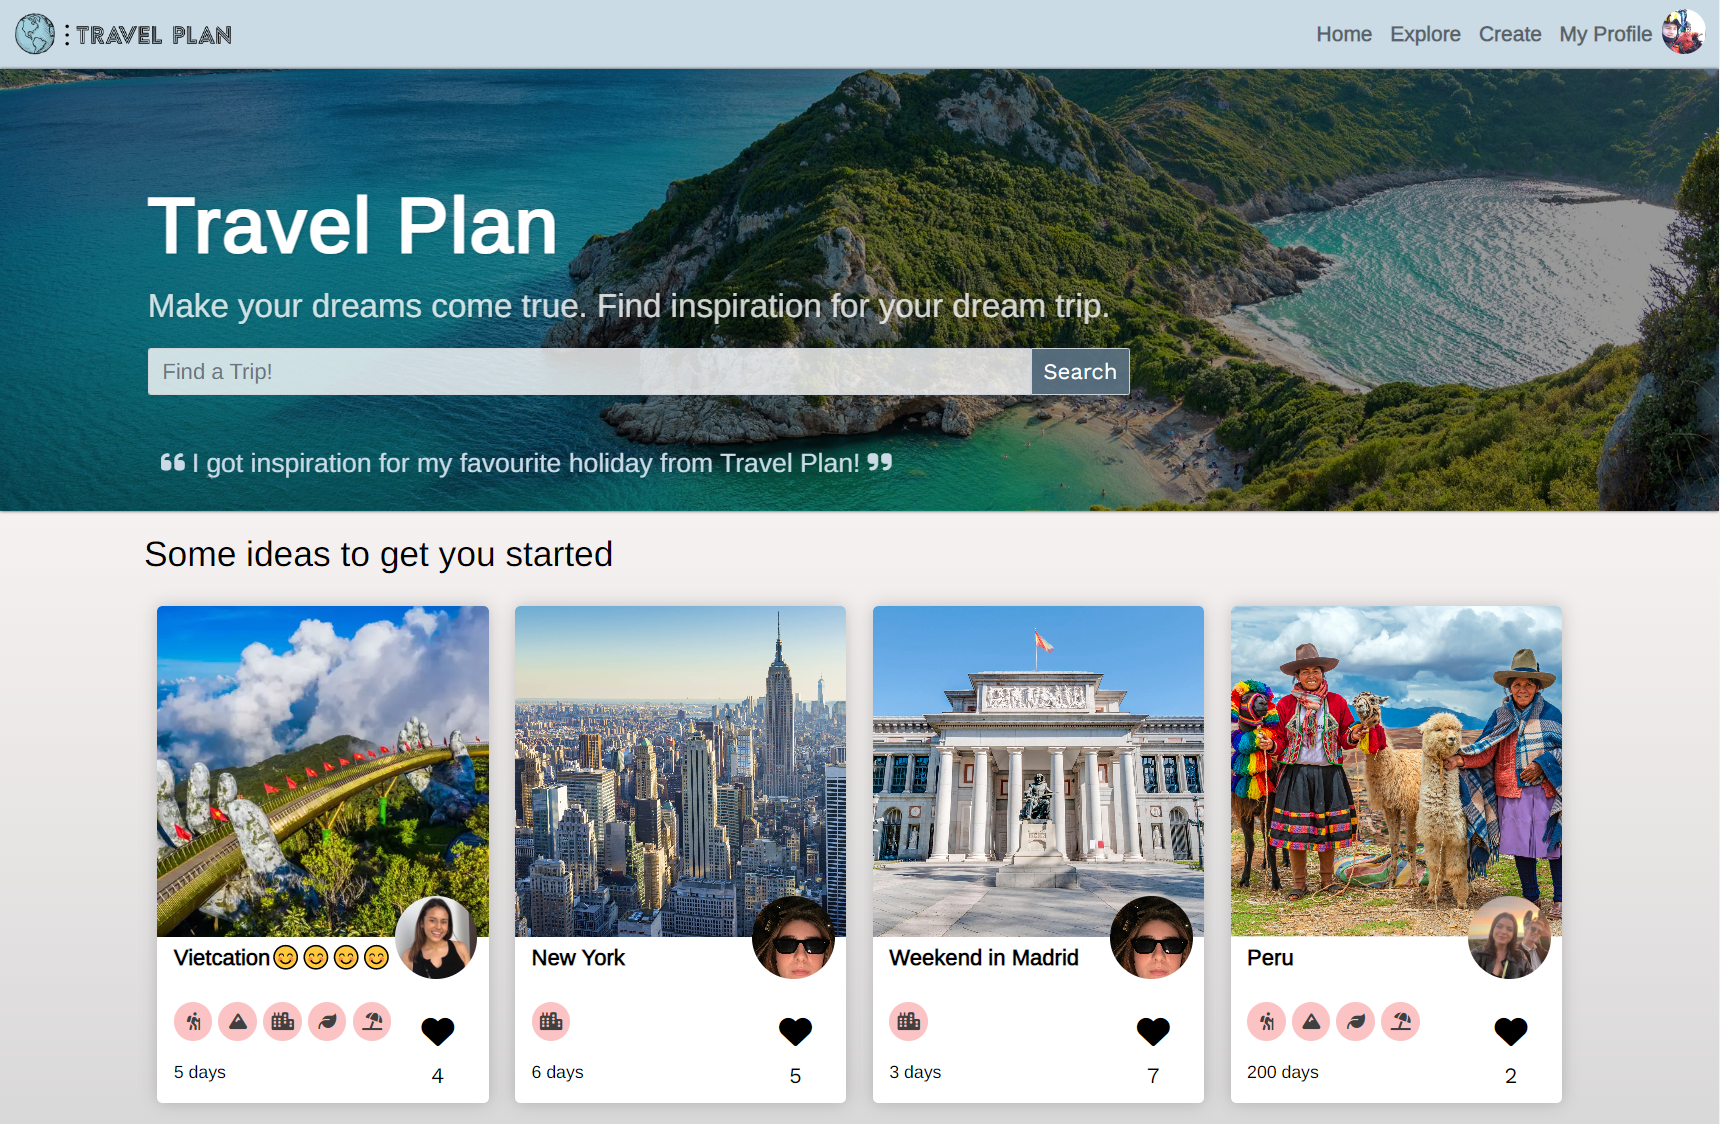 TRAVEL PLAN
Home Explore Create My Profile
Travel Plan
Make your dreams come true. Find inspiration for your dream trip.
Find a Trip! Search
❝ I got inspiration for my favourite holiday from Travel Plan! ❞
Some ideas to get you started
Vietcation😊😊😊😊
5 days
4
New York
6 days
5
Weekend in Madrid
3 days
7
Peru
200 days
2